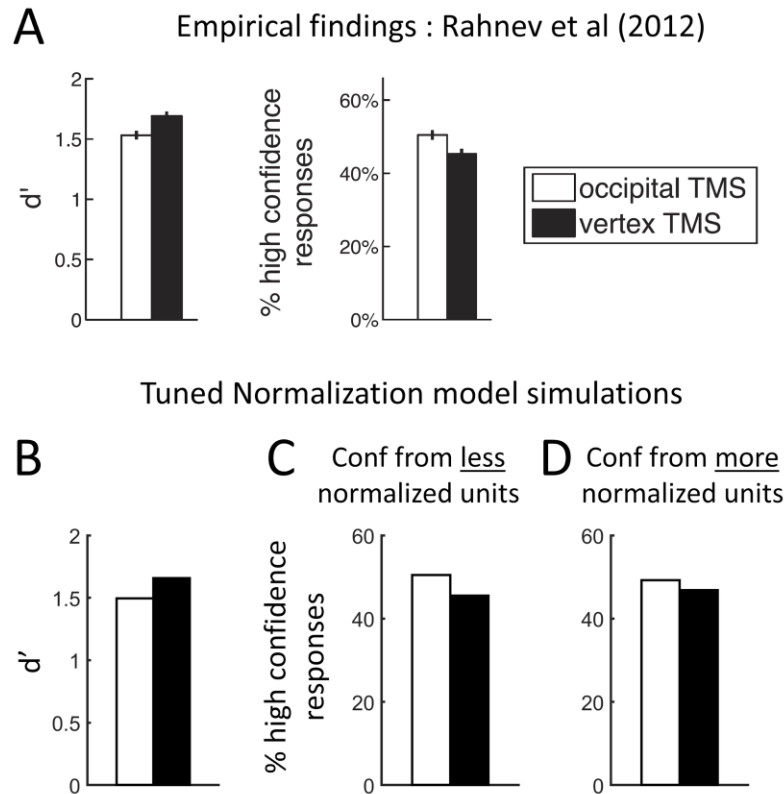 A
Empirical findings : Rahnev et al (2012)
2
1.5
1
0.5
0
d'
60%
40%
20%
0%
% high confidence
responses
occipital TMS
vertex TMS
Tuned Normalization model simulations
B
2
1.5
1
0.5
0
d’
C
Conf from less
normalized units
60
40
20
0
% high confidence
responses
D
Conf from more
normalized units
60
40
20
0